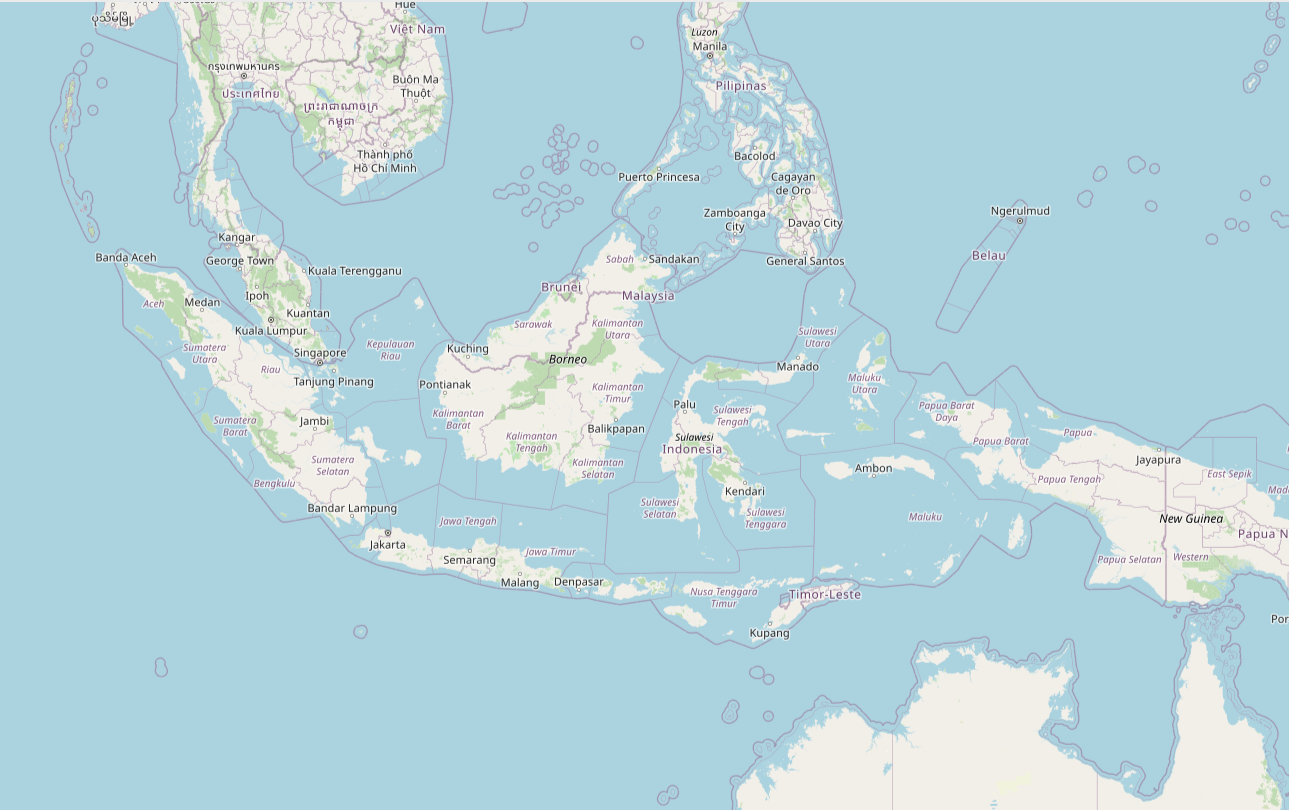 Hue
Luzon
Việt Nam
Manila
กรุงเทพมหานคร
Buôn Ma
Thuột
Pilipinas
ประเทศไทย
ព្រះរាជាណាចក្រ
កម្ពុជា
Thành phố
Hồ Chí Minh
Bacolod
Puerto Princesa
Cagayan
de Oro
Zamboanga
City
Davao City
Ngerulmud
Kangar
Banda Aceh
George Town
Kuala Terengganu
Sabah
Sandakan
General Santos
Belau
Brunei
Malaysia
Ipoh
Aceh
Medan
Kuantan
Kuala Lumpur
Sarawak
Kalimantan
Utara
Sulawesi
Utara
Sumatera
Utara
Kepulauan
Riau
Kuching
Singapore
Borneo
Riau
Tanjung Pinang
Pontianak
Manado
Kalimantan
Timur
Maluku
Utara
Palu
Sulawesi
Tengah
Papua Barat
Daya
Sumatera
Barat
Jambi
Kalimantan
Barat
Balikpapan
Kalimantan
Tengah
Sulawesi
Indonesia
Papua Barat
Papua
Jayapura
Sumatera
Selatan
Kalimantan
Selatan
Ambon
Papua Tengah
East Sepik
Bengkulu
Kendari
Bandar Lampung
Sulawesi
Selatan
Sulawesi
Tenggara
Maluku
New Guinea
Jawa Tengah
Papua N
Jakarta
Semarang
Jawa Timur
Papua Selatan
Western
Malang
Denpasar
Nusa Tenggara
Timur
Timor-Leste
Kupang
Por